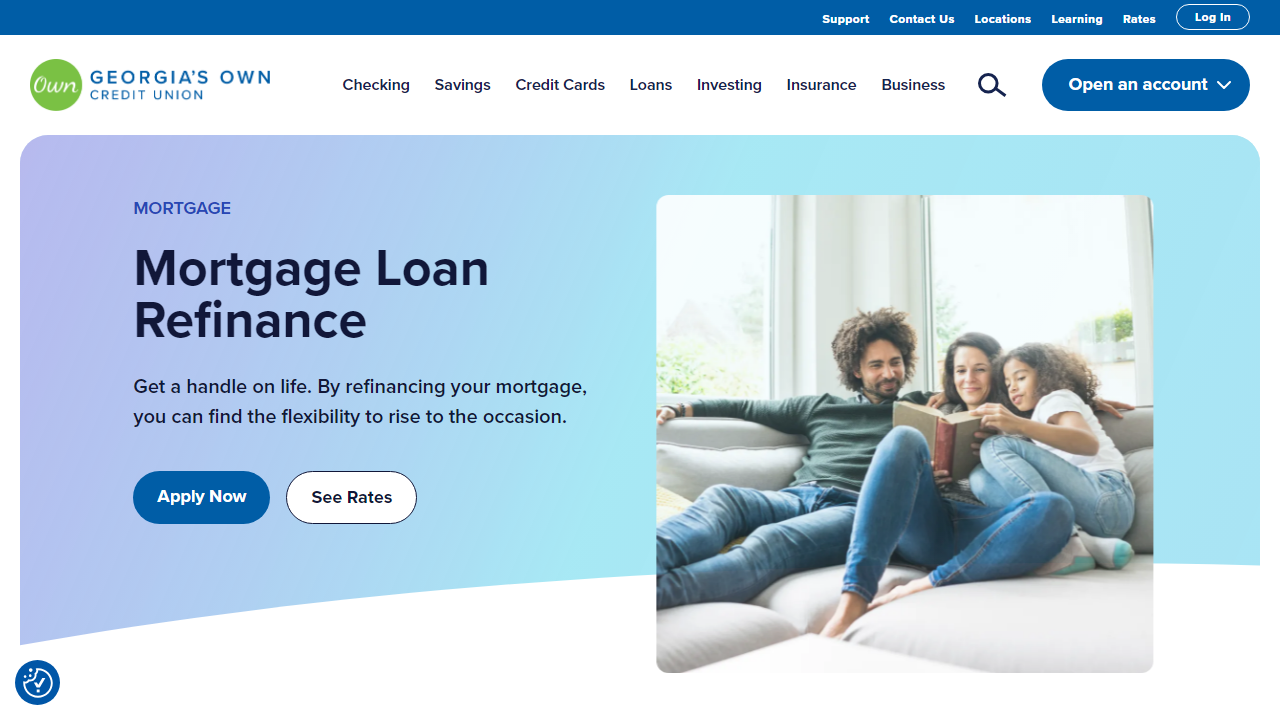 Support Contact Us Locations Learning Rates Log In
Own GEORGIA'S OWN
CREDIT UNION
Checking Savings Credit Cards Loans Investing Insurance Business Open an account
MORTGAGE
Mortgage Loan
Refinance
Get a handle on life. By refinancing your mortgage,
you can find the flexibility to rise to the occasion.
Apply Now See Rates